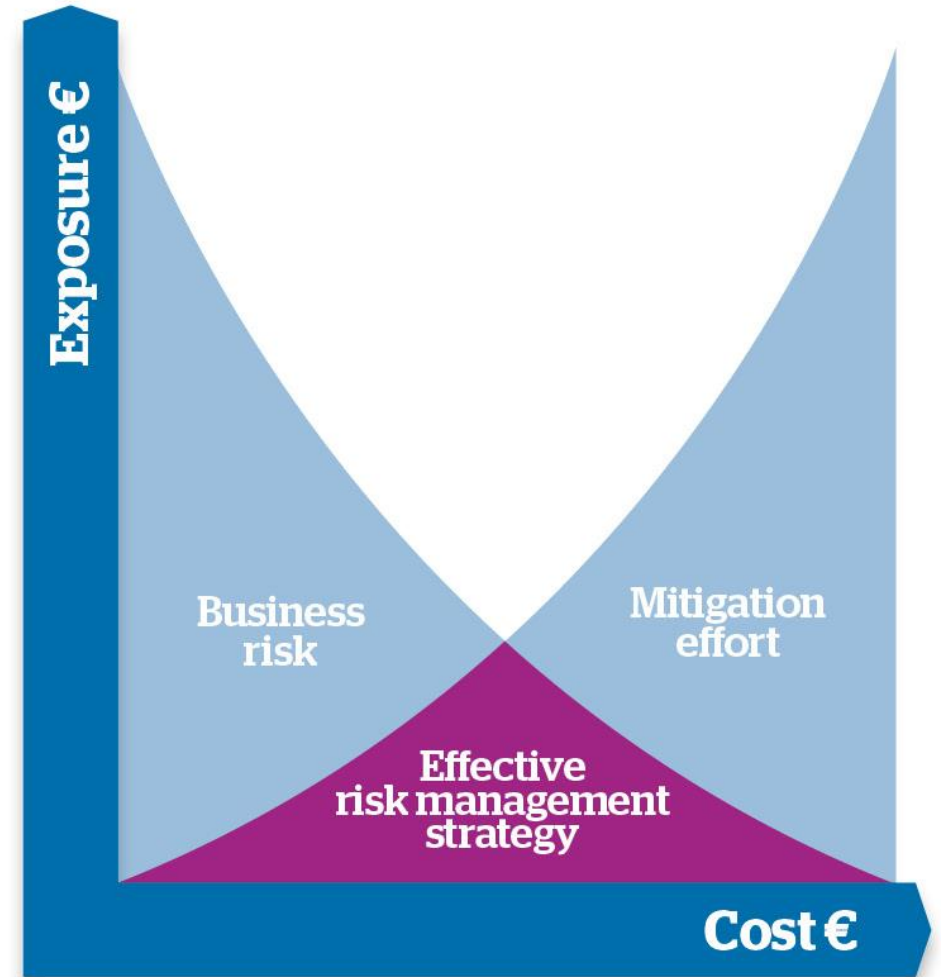 Exposure €
Business
risk
Mitigation
effort
Effective
risk management
strategy
Cost €